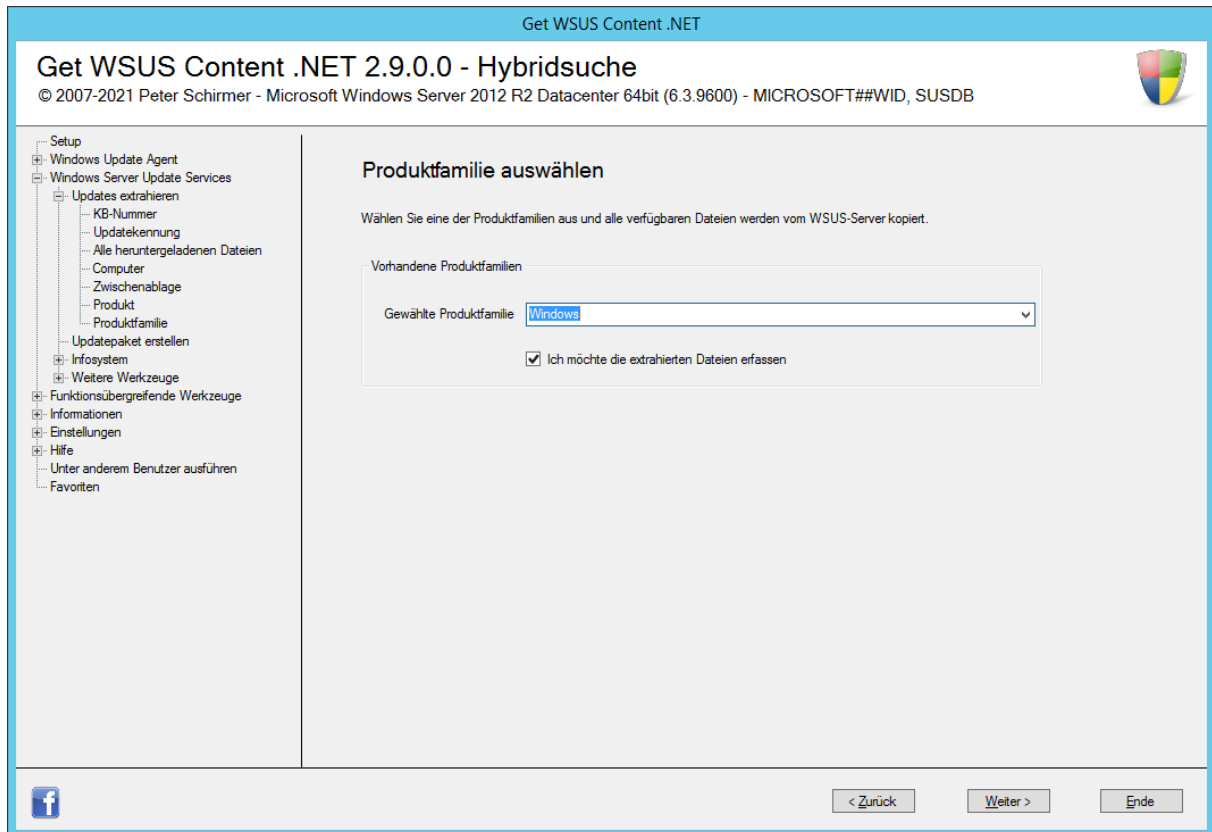 Get WSUS Content .NET
Get WSUS Content .NET 2.9.0.0 - Hybridsuche
© 2007-2021 Peter Schirmer - Microsoft Windows Server 2012 R2 Datacenter 64bit (6.3.9600) - MICROSOFT##WID, SUSDB
Setup
Windows Update Agent
Windows Server Update Services
Updates extrahieren
KB-Nummer
Updatekennung
Alle heruntergeladenen Dateien
Computer
Zwischenablage
Produkt
Produktfamilie
Updatepaket erstellen
Infosystem
Weitere Werkzeuge
Funktionsübergreifende Werkzeuge
Informationen
Einstellungen
Hilfe
Unter anderem Benutzer ausführen
Favoriten
Produktfamilie auswählen
Wählen Sie eine der Produktfamilien aus und alle verfügbaren Dateien werden vom WSUS-Server kopiert.
Vorhandene Produktfamilien
Gewählte Produktfamilie Windows
Ich möchte die extrahierten Dateien erfassen
f
< Zurück Weiter > Ende